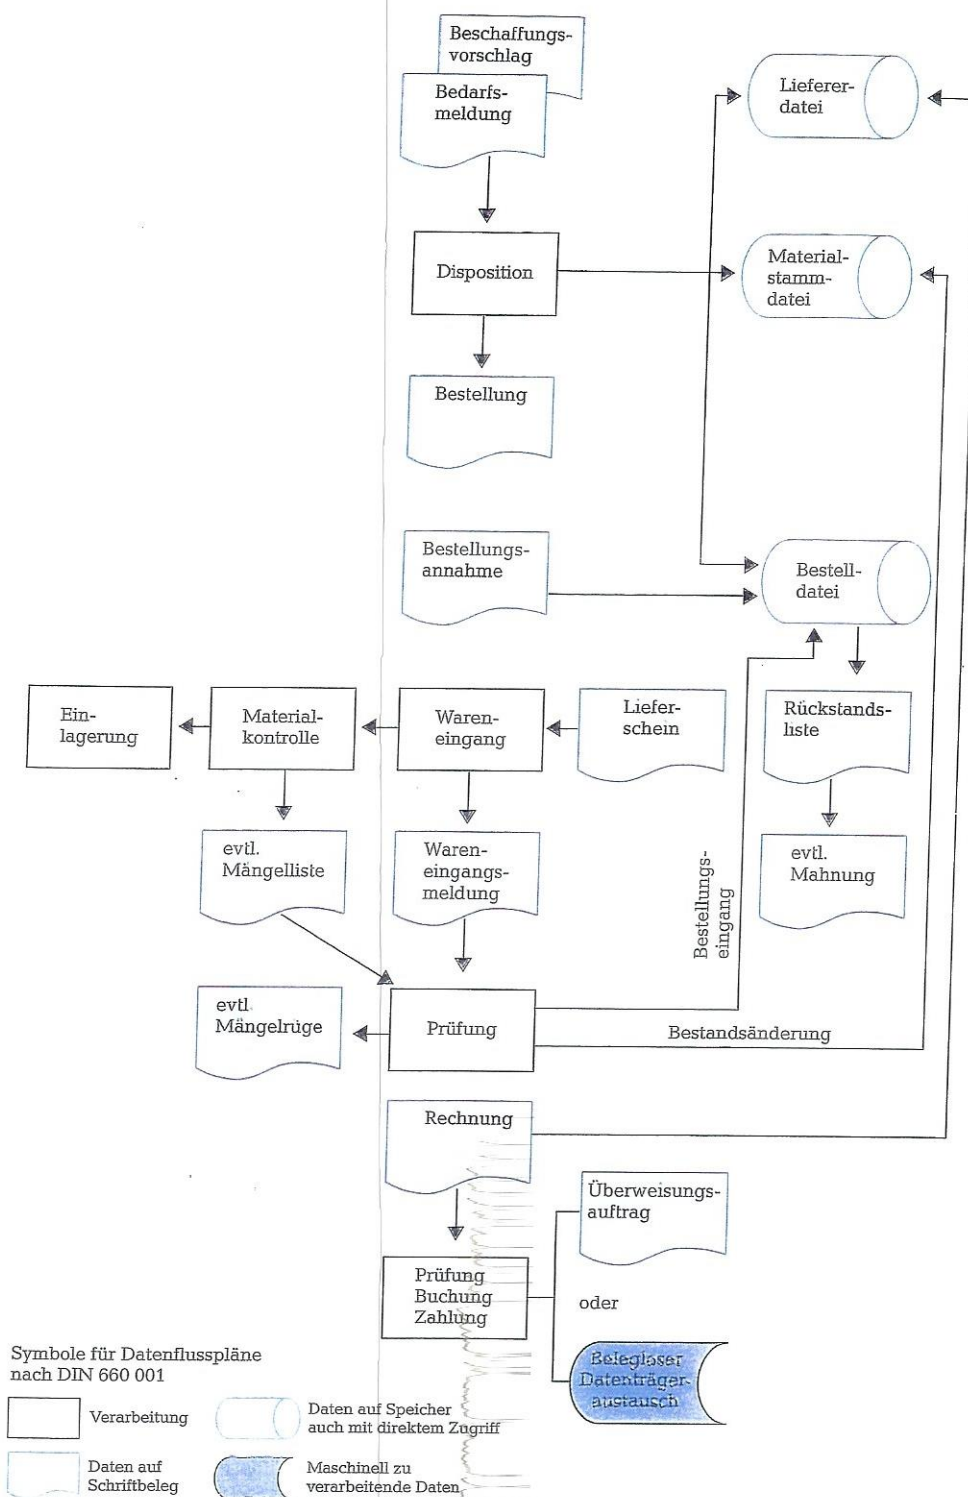 Beschaffungs-
vorschlag
Bedarfs-
meldung
Lieferer-
datei
Disposition
Material-
stamm-
datei
Bestellung
Bestellungs-
annahme
Bestell-
datei
Ein-
lagerung
Material-
kontrolle
Waren-
eingang
Liefer-
schein
Rückstands-
liste
evtl.
Mängelliste
Waren-
eingangs-
meldung
Bestellungs-
eingang
evtl.
Mahnung
evtl.
Mängelrüge
Prüfung
Bestandsänderung
Rechnung
Überweisungs-
auftrag
Prüfung
Buchung
Zahlung
oder
Belegloser
Datenträger-
austausch
Symbole für Datenflusspläne
nach DIN 660 001
Verarbeitung
Daten auf Speicher
auch mit direktem Zugriff
Daten auf
Schriftbeleg
Maschinell zu
verarbeitende Daten